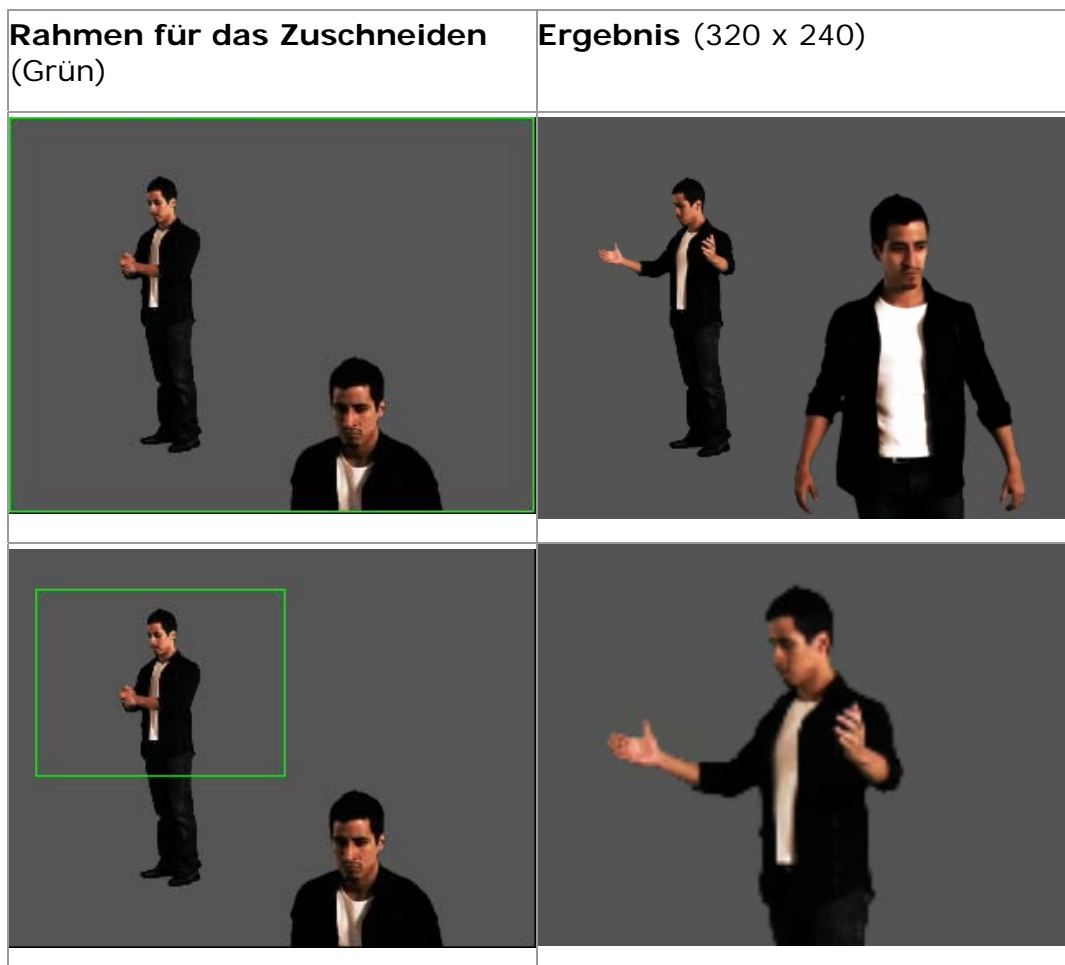 Rahmen für das Zuschneiden
(Grün)
Ergebnis (320 x 240)